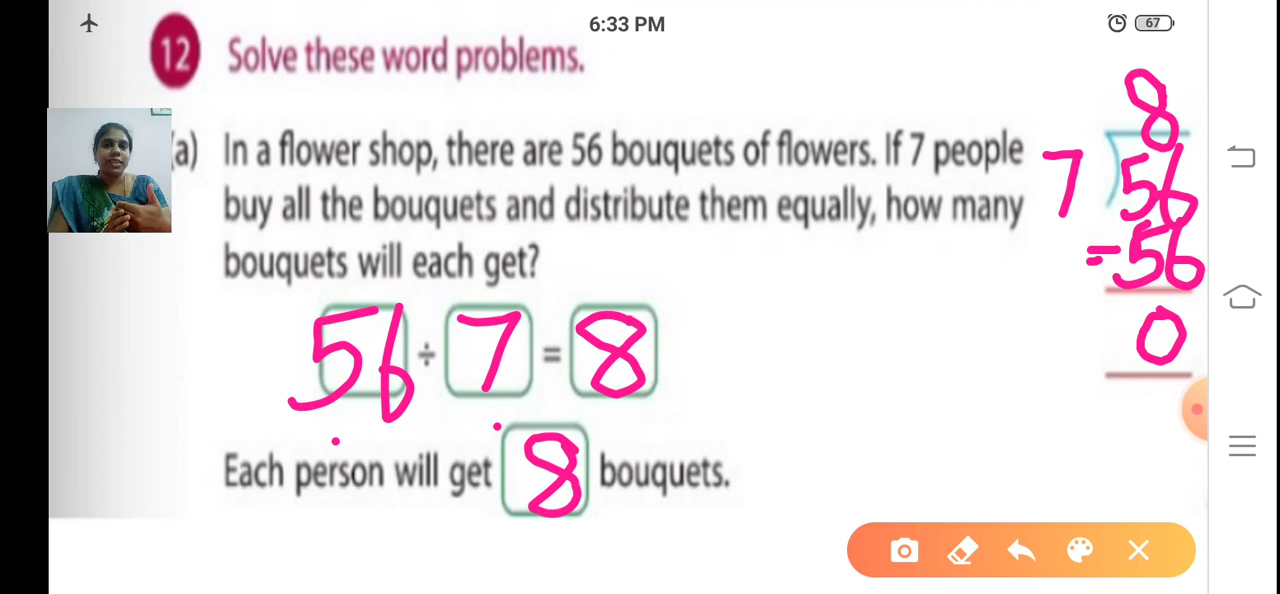 6:33 PM
67
12 Solve these word problems.
(a) In a flower shop, there are 56 bouquets of flowers. If 7 people
buy all the bouquets and distribute them equally, how many
bouquets will each get?
56 ÷ 7 = 8
Each person will get 8 bouquets.
8
7 56
- 56
0